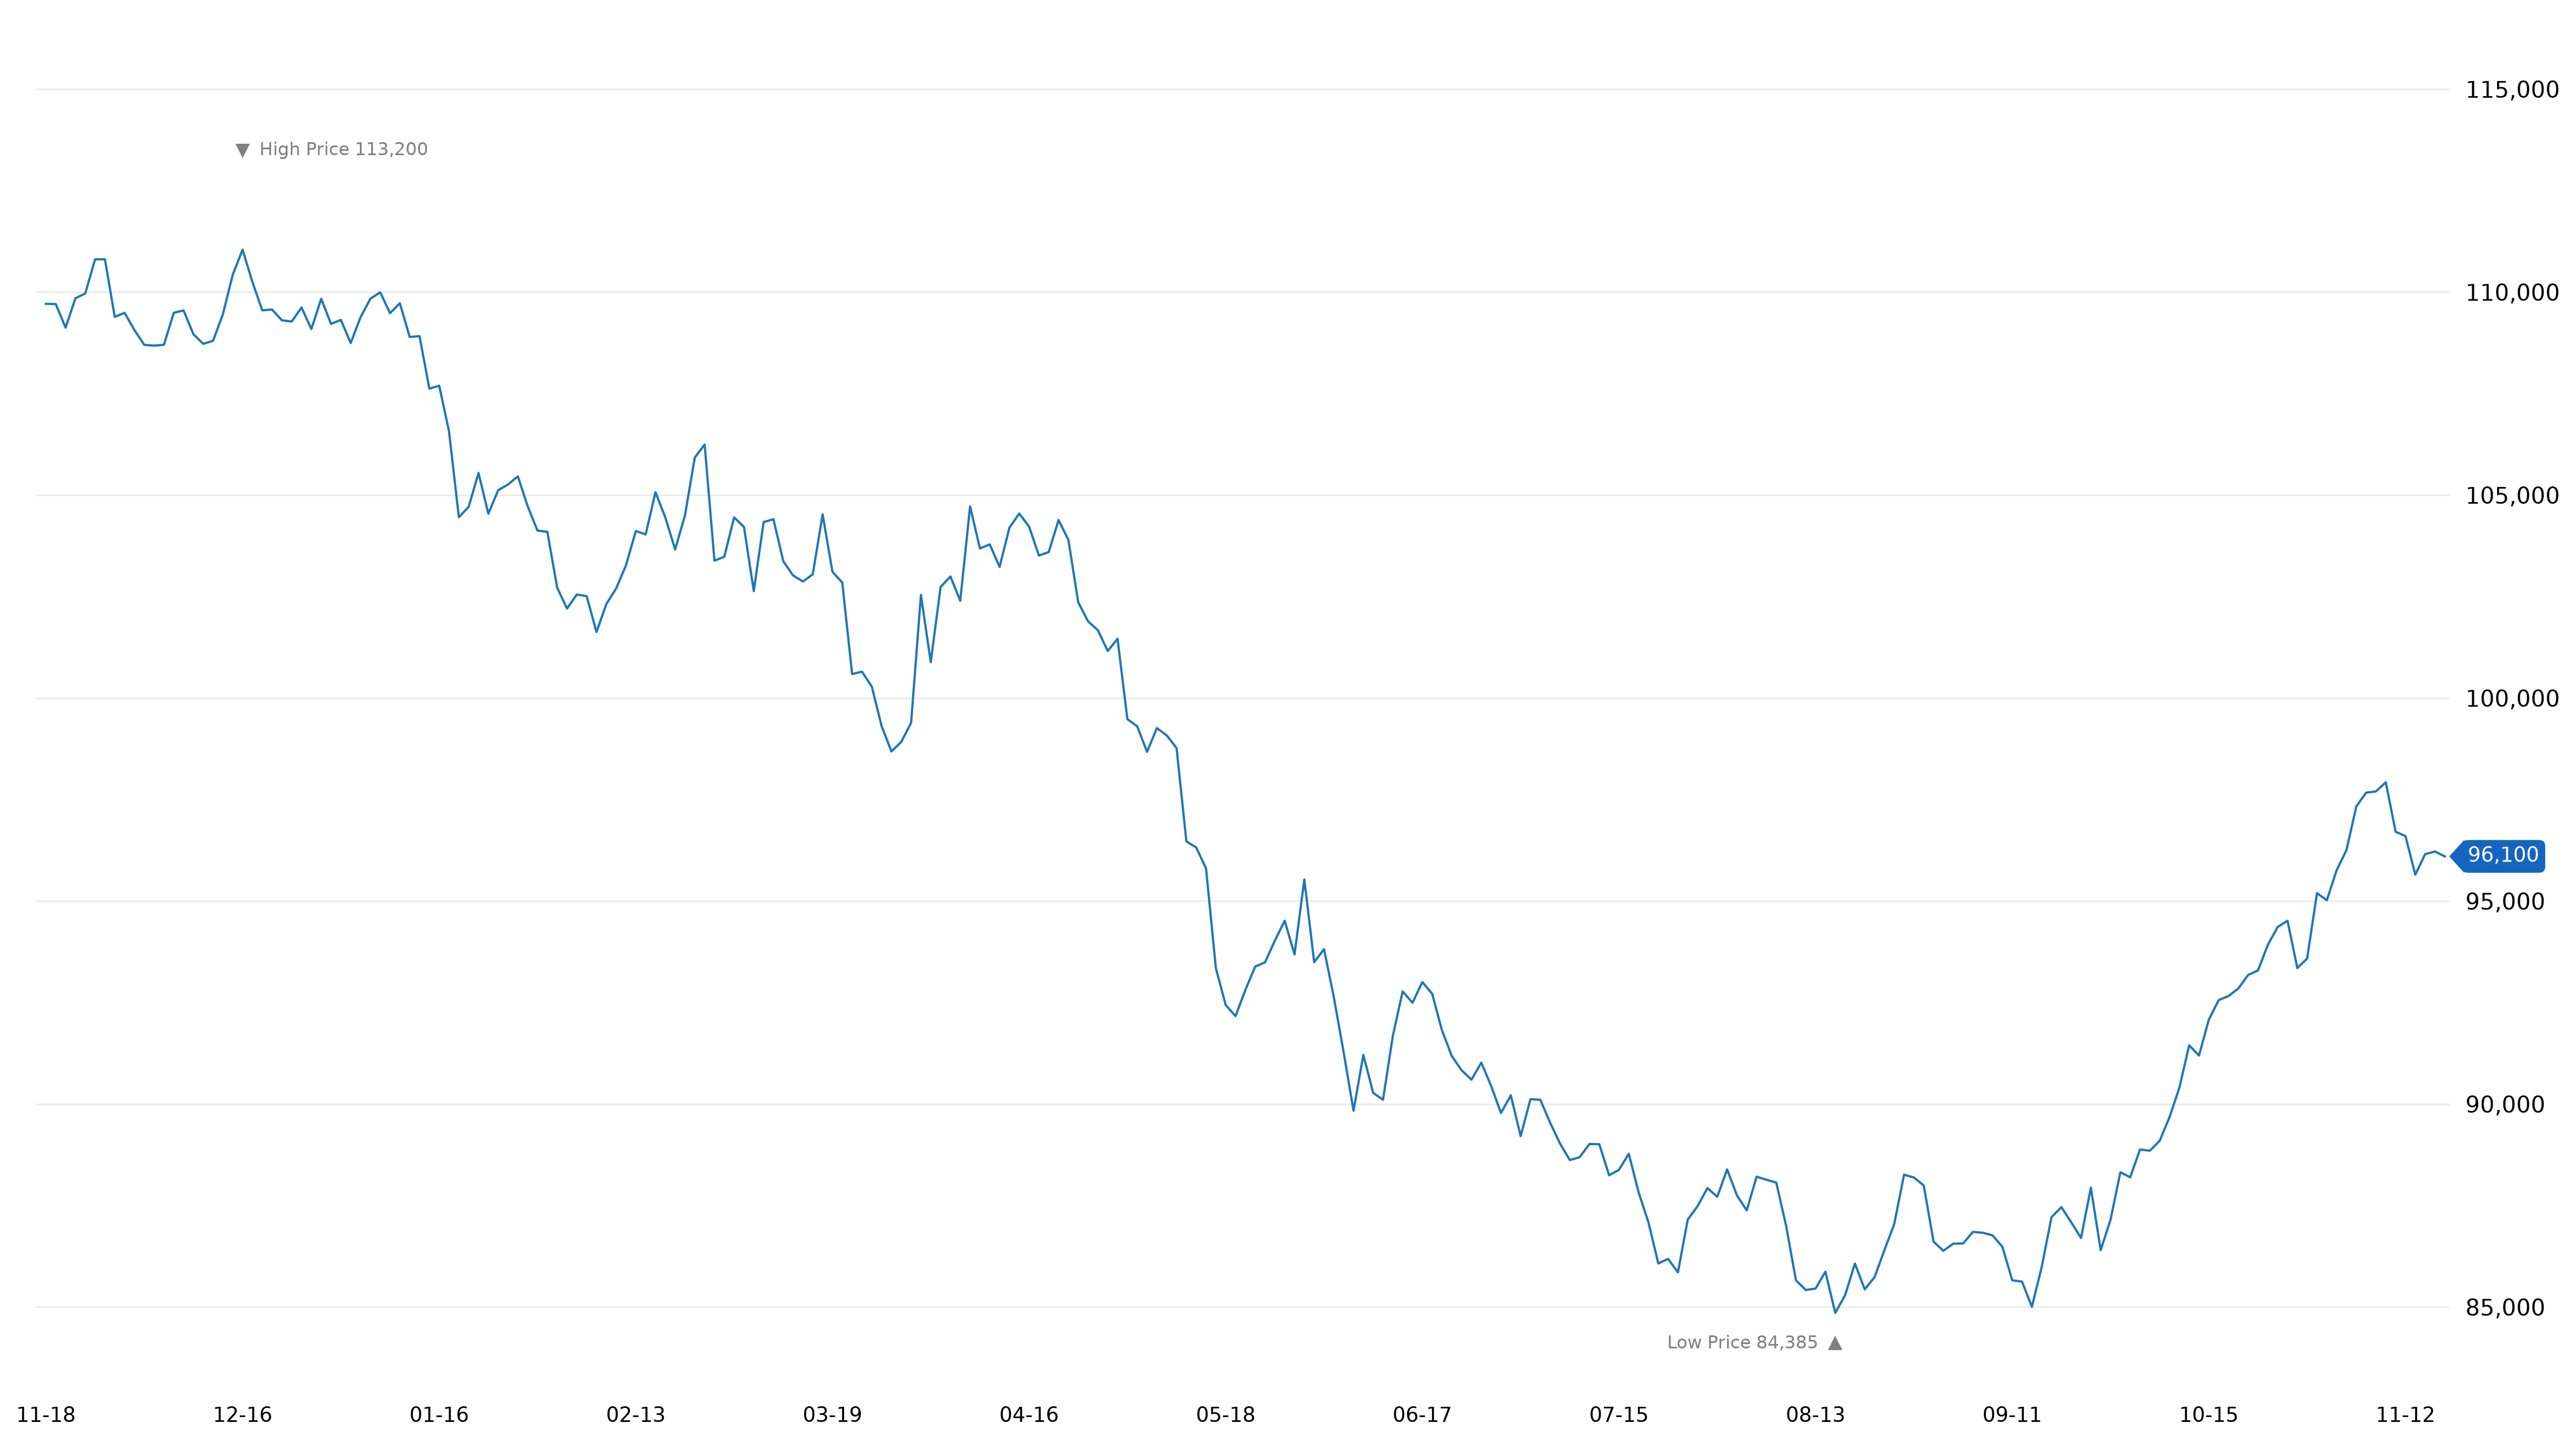 115,000
▼ High Price 113,200
110,000
105,000
100,000
96,100
95,000
90,000
85,000
Low Price 84,385 ▲
11-18 12-16 01-16 02-13 03-19 04-16 05-18 06-17 07-15 08-13 09-11 10-15 11-12